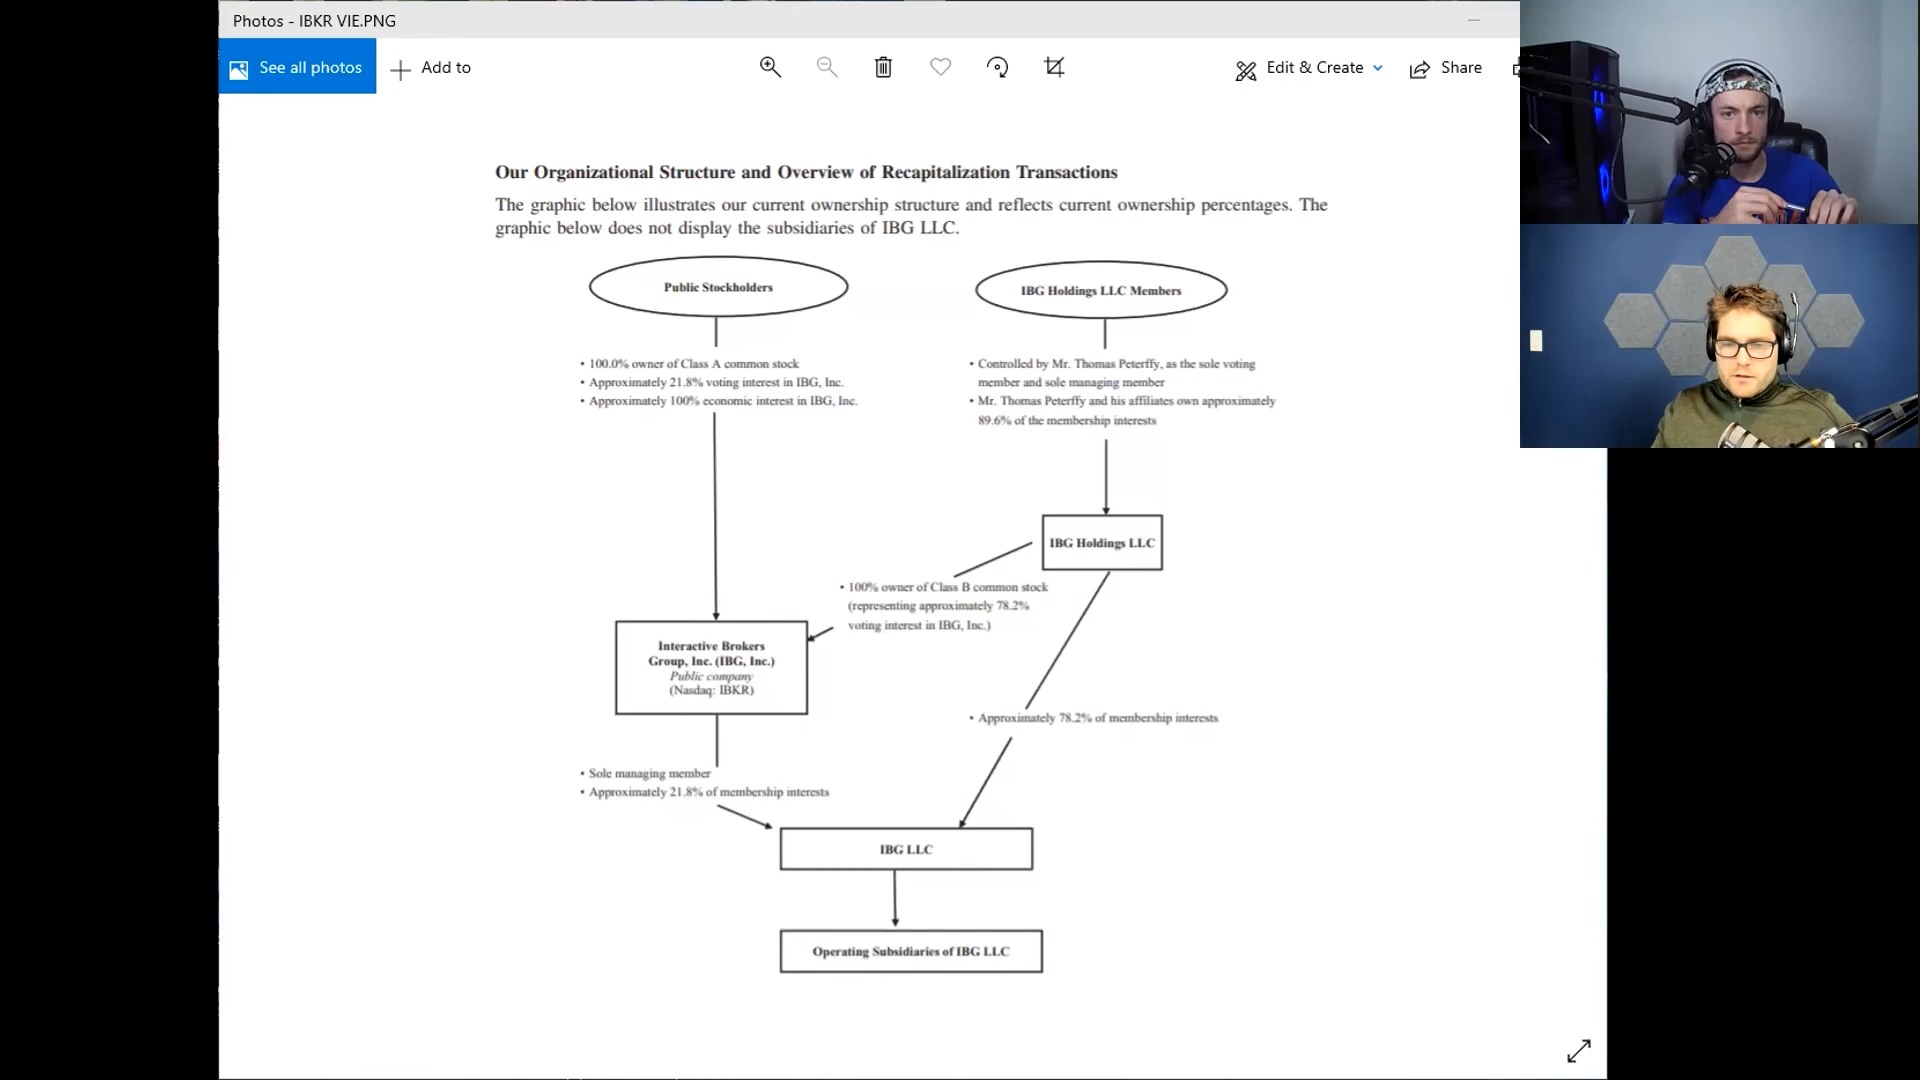 Photos - IBKR VIE.PNG
See all photos
Add to
Edit & Create
Share
Our Organizational Structure and Overview of Recapitalization Transactions
The graphic below illustrates our current ownership structure and reflects current ownership percentages. The
graphic below does not display the subsidiaries of IBG LLC.
Public Stockholders
IBG Holdings LLC Members
• 100.0% owner of Class A common stock
• Approximately 21.8% voting interest in IBG, Inc.
• Approximately 100% economic interest in IBG, Inc.
• Controlled by Mr. Thomas Peterffy, as the sole voting
member and sole managing member
• Mr. Thomas Peterffy and his affiliates own approximately
89.6% of the membership interests
IBG Holdings LLC
• 100% owner of Class B common stock
(representing approximately 78.2%
voting interest in IBG, Inc.)
Interactive Brokers
Group, Inc. (IBG, Inc.)
Public company
(Nasdaq: IBKR)
• Approximately 78.2% of membership interests
• Sole managing member
• Approximately 21.8% of membership interests
IBG LLC
Operating Subsidiaries of IBG LLC